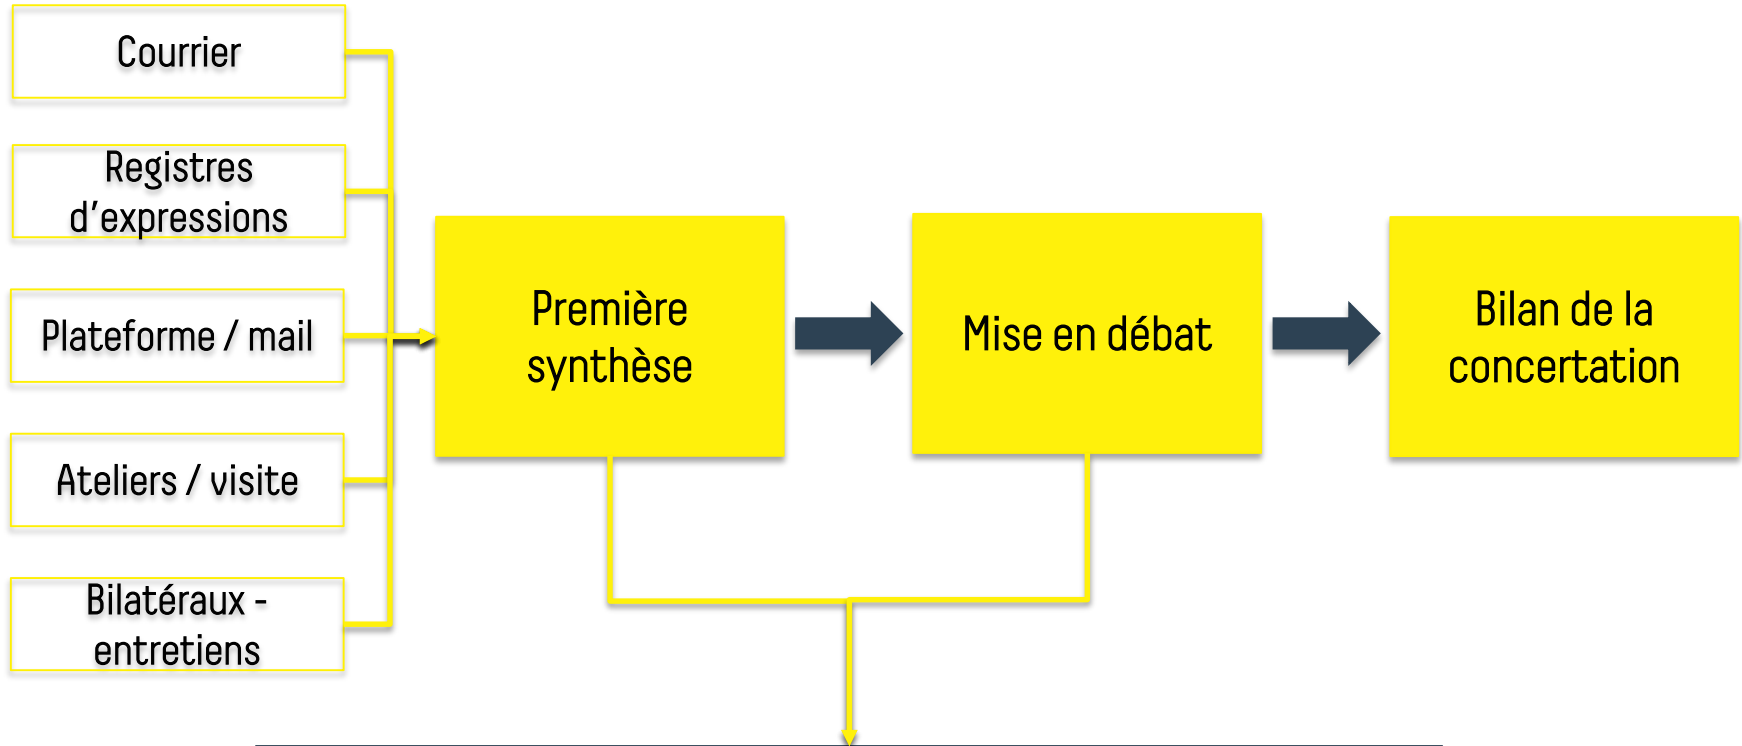 Courrier
Registres
d’expressions
Plateforme / mail
Ateliers / visite
Bilatéraux -
entretiens
Première
synthèse
Mise en débat
Bilan de la
concertation